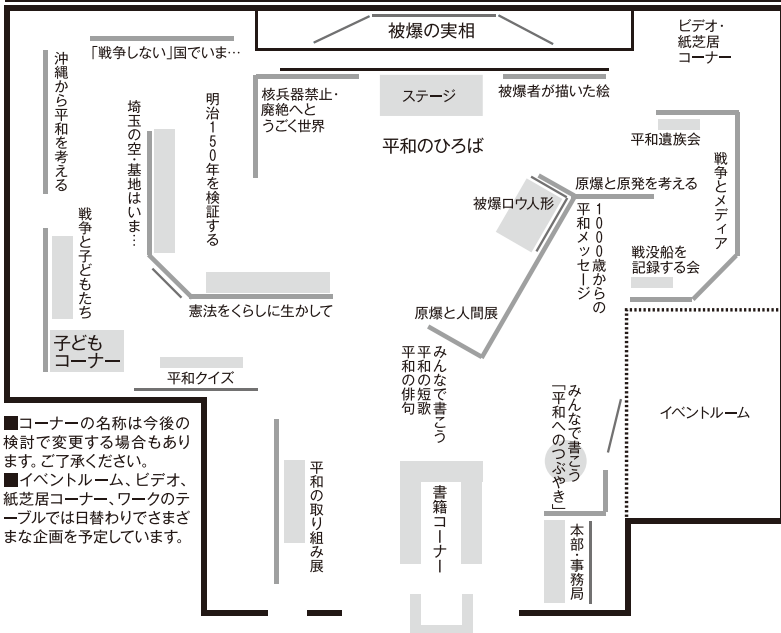 被爆の実相
ビデオ・
紙芝居
コーナー
「戦争しない」国でいま…
沖縄から平和を考える
埼玉の空・基地はいま…
明治150年を検証する
核兵器禁止・
廃絶へと
うごく世界
ステージ
被爆者が描いた絵
平和のひろば
平和遺族会
戦争とメディア
原爆と原発を考える
被爆ロウ人形
1000歳からの
平和メッセージ
戦没船を
記録する会
戦争と子どもたち
憲法をくらしに生かして
原爆と人間展
子ども
コーナー
平和クイズ
みんなで書こう
平和の短歌
平和の俳句
みんなで書こう
「平和へのつぶやき」
イベントルーム
■コーナーの名称は今後の
検討で変更する場合もあり
ます。ご了承ください。
■イベントルーム、ビデオ、
紙芝居コーナー、ワークのテ
ーブルでは日替わりでさまざ
まな企画を予定しています。
平和の取り組み展
書籍コーナー
本部・事務局